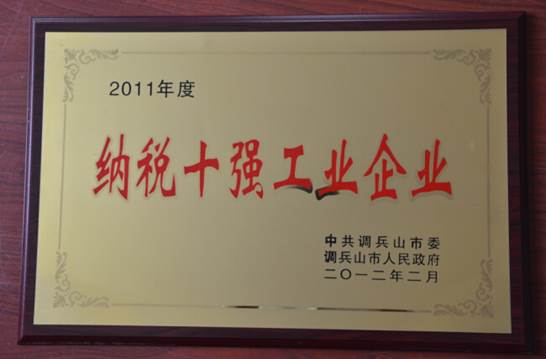 2011年度
纳税十强工业企业
中共调兵山市委
调兵山市人民政府
二〇一二年二月